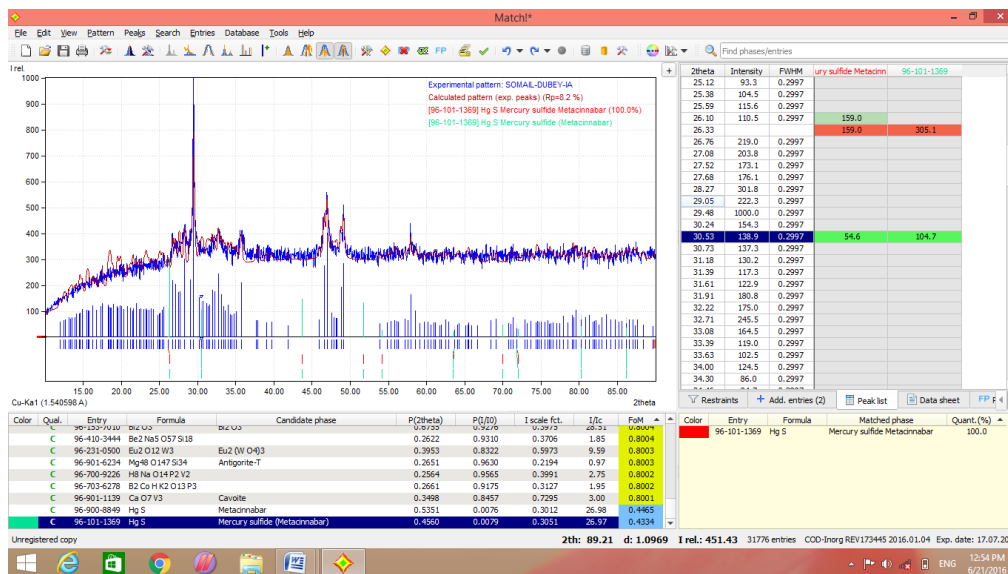 Match!*
File Edit View Pattern Peaks Search Entries Database Tools Help
FP Find phases/entries
I rel.
Experimental pattern: SOMAIL-DUBEY-IA
Calculated pattern (exp. peaks) (Rp=8.2 %)
[96-101-1369] Hg S Mercury sulfide Metacinnabar (100.0%)
[96-101-1369] Hg S Mercury sulfide (Metacinnabar)
1000
900
800
700
600
500
400
300
200
100
15.00 20.00 25.00 30.00 35.00 40.00 45.00 50.00 55.00 60.00 65.00 70.00 75.00 80.00 85.00
Cu-Ka1 (1.540598 A) 2theta
2theta Intensity FWHM ury sulfide Metacinn 96-101-1369
25.12 93.3 0.2997
25.38 104.5 0.2997
25.59 115.6 0.2997
26.10 110.5 0.2997 159.0
26.33 159.0 305.1
26.76 219.0 0.2997
27.08 203.8 0.2997
27.52 173.1 0.2997
27.68 176.1 0.2997
28.27 301.8 0.2997
29.05 222.3 0.2997
29.48 1000.0 0.2997
30.24 154.3 0.2997
30.53 138.9 0.2997 54.6 104.7
30.73 137.3 0.2997
31.18 130.2 0.2997
31.39 117.3 0.2997
31.61 122.9 0.2997
31.91 180.8 0.2997
32.22 175.0 0.2997
32.71 245.5 0.2997
33.08 164.5 0.2997
33.39 119.0 0.2997
33.63 102.5 0.2997
34.00 124.5 0.2997
34.30 86.0 0.2997
Restraints Add. entries (2) Peak list Data sheet FP
Color Qual. Entry Formula Candidate phase P(2theta) P(I/I0) I scale fct. I/Ic FoM
C 96-410-3444 Be2 Na5 O57 Si18 0.2622 0.9310 0.3706 1.85 0.8004
C 96-231-0500 Eu2 O12 W3 Eu2 (W O4)3 0.3953 0.8322 0.5973 9.59 0.8003
C 96-901-6234 Mg48 O147 Si34 Antigorite-T 0.2651 0.9630 0.2194 0.97 0.8003
C 96-700-9226 H8 Na O14 P2 V2 0.2564 0.9565 0.3991 2.75 0.8002
C 96-703-6278 B2 Co H K2 O13 P3 0.2661 0.9175 0.3127 1.95 0.8002
C 96-901-1139 Ca O7 V3 Cavoite 0.3498 0.8457 0.7295 3.00 0.8001
C 96-900-8849 Hg S Metacinnabar 0.5351 0.0076 0.3012 26.98 0.4465
C 96-101-1369 Hg S Mercury sulfide (Metacinnabar) 0.4560 0.0079 0.3051 26.97 0.4334
Color Entry Formula Matched phase Quant.(%)
96-101-1369 Hg S Mercury sulfide Metacinnabar 100.0
Unregistered copy 2th: 89.21 d: 1.0969 I rel.: 451.43 31776 entries COD-Inorg REV173445 2016.01.04 Exp. date: 17.07.20
ENG 12:54 PM
6/21/2016